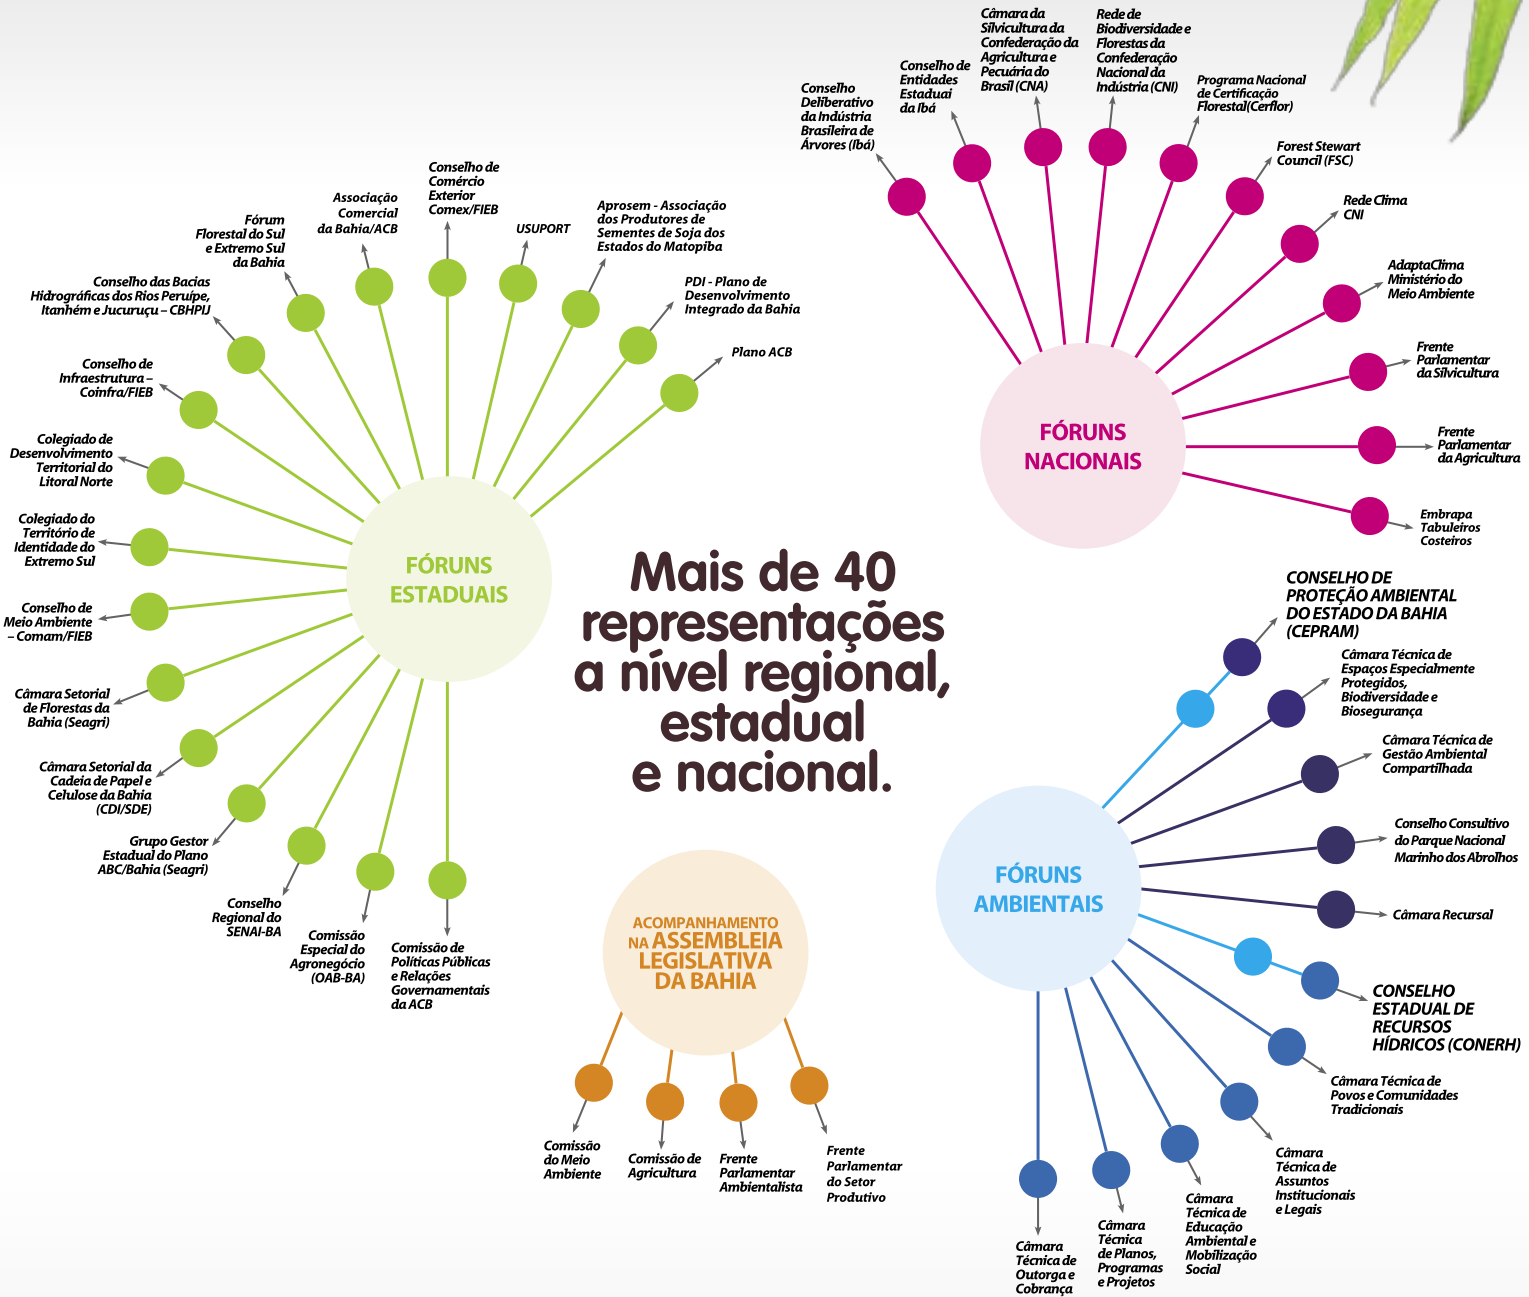 Conselho de
Comércio
Exterior
Comex/FIEB
Associação
Comercial
da Bahia/ACB
Fórum
Florestal do Sul
e Extremo Sul
da Bahia
Conselho das Bacias
Hidrográficas dos Rios Peruípe,
Itanhém e Jucuruçu – CBHPIJ
Conselho de
Infraestrutura –
Coinfra/FIEB
Colegiado de
Desenvolvimento
Territorial do
Litoral Norte
Colegiado do
Território de
Identidade do
Extremo Sul
Conselho de
Meio Ambiente
– Comam/FIEB
Câmara Setorial
de Florestas da
Bahia (Seagri)
Câmara Setorial da
Cadeia de Papel e
Celulose da Bahia
(CDI/SDE)
Grupo Gestor
Estadual do Plano
ABC/Bahia (Seagri)
Conselho
Regional do
SENAI-BA
Comissão
Especial do
Agronegócio
(OAB-BA)
Comissão de
Políticas Públicas
e Relações
Governamentais
da ACB
USUPORT
Aprosem - Associação
dos Produtores de
Sementes de Soja dos
Estados do Matopiba
PDI - Plano de
Desenvolvimento
Integrado da Bahia
Plano ACB
FÓRUNS
ESTADUAIS
Mais de 40
representações
a nível regional,
estadual
e nacional.
Conselho
Deliberativo
da Indústria
Brasileira de
Árvores (Ibá)
Conselho de
Entidades
Estaduai
da Ibá
Câmara da
Silvicultura da
Confederação da
Agricultura e
Pecuária do
Brasil (CNA)
Rede de
Biodiversidade e
Florestas da
Confederação
Nacional da
Indústria (CNI)
Programa Nacional
de Certificação
Florestal(Cerflor)
Forest Stewart
Council (FSC)
Rede Clima
CNI
AdaptaClima
Ministério do
Meio Ambiente
Frente
Parlamentar
da Silvicultura
Frente
Parlamentar
da Agricultura
Embrapa
Tabuleiros
Costeiros
FÓRUNS
NACIONAIS
CONSELHO DE
PROTEÇÃO AMBIENTAL
DO ESTADO DA BAHIA
(CEPRAM)
Câmara Técnica de
Espaços Especialmente
Protegidos,
Biodiversidade e
Biosegurança
Câmara Técnica de
Gestão Ambiental
Compartilhada
Conselho Consultivo
do Parque Nacional
Marinho dos Abrolhos
Câmara Recursal
CONSELHO
ESTADUAL DE
RECURSOS
HÍDRICOS (CONERH)
Câmara Técnica de
Povos e Comunidades
Tradicionais
Câmara
Técnica de
Assuntos
Institucionais
e Legais
Câmara
Técnica de
Educação
Ambiental e
Mobilização
Social
Câmara
Técnica
de Planos,
Programas
e Projetos
Câmara
Técnica de
Outorga e
Cobrança
FÓRUNS
AMBIENTAIS
ACOMPANHAMENTO
NA ASSEMBLEIA
LEGISLATIVA
DA BAHIA
Comissão
do Meio
Ambiente
Comissão de
Agricultura
Frente
Parlamentar
Ambientalista
Frente
Parlamentar
do Setor
Produtivo